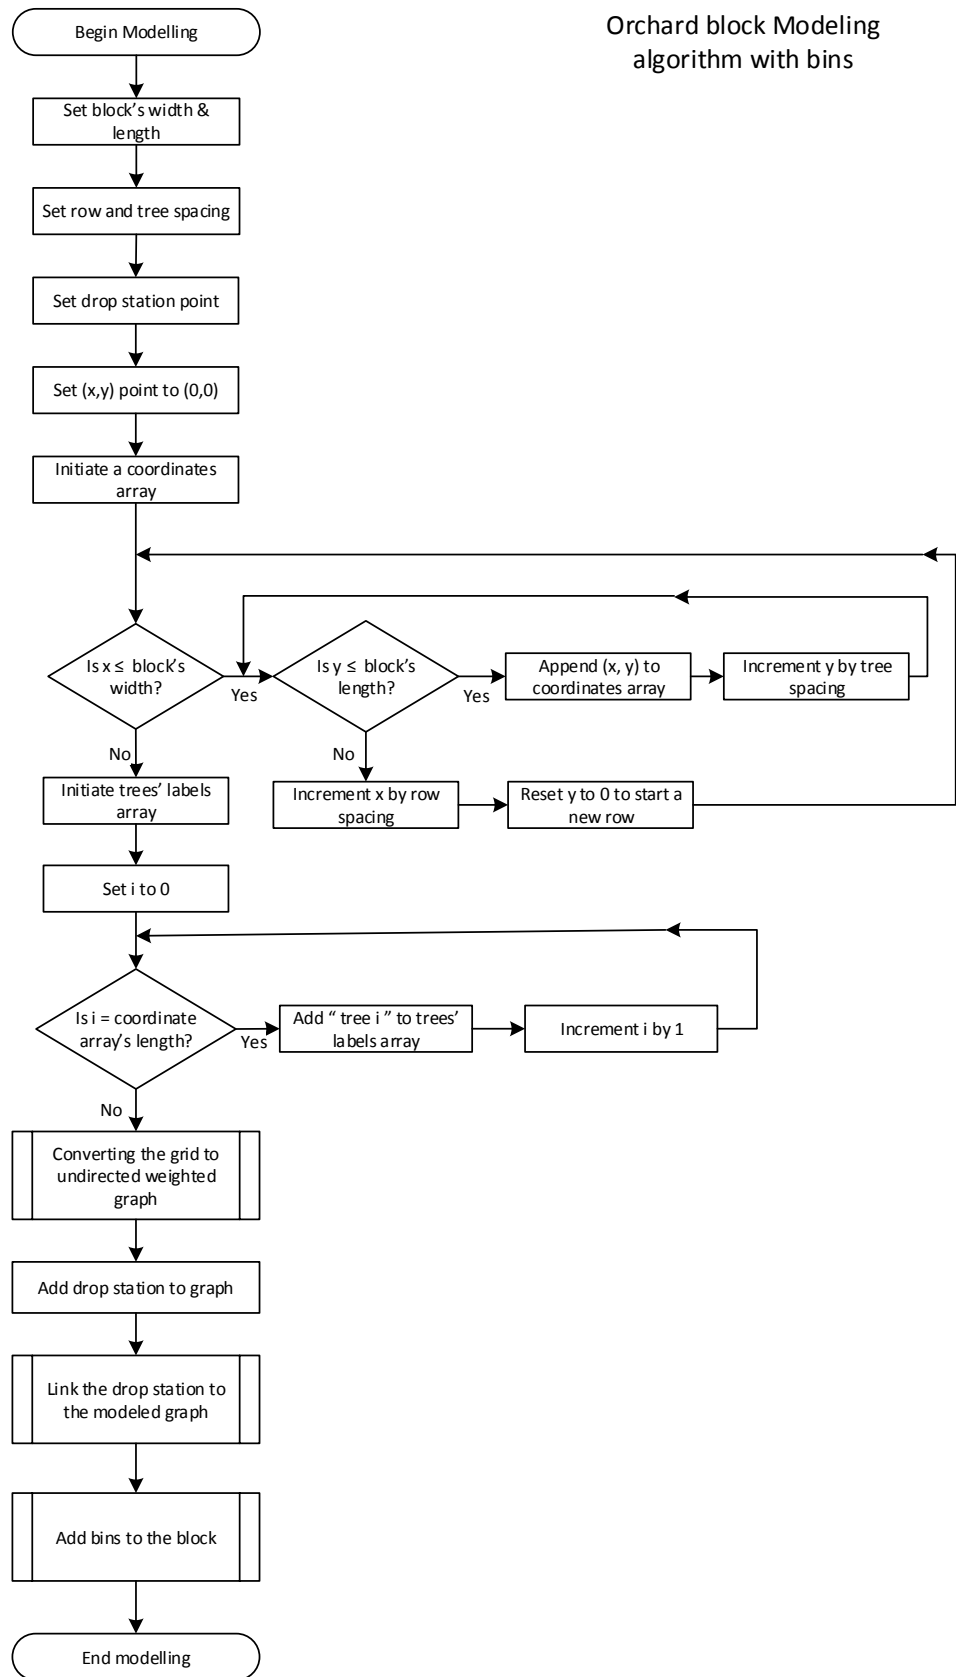 Orchard block Modeling
algorithm with bins
Begin Modelling
Set block’s width &
length
Set row and tree spacing
Set drop station point
Set (x,y) point to (0,0)
Initiate a coordinates
array
Is x ≤ block’s
width?
Yes
Is y ≤ block’s
length?
Yes
Append (x, y) to
coordinates array
Increment y by tree
spacing
No
No
Initiate trees’ labels
array
Increment x by row
spacing
Reset y to 0 to start a
new row
Set i to 0
Is i = coordinate
array’s length?
Yes
Add “ tree i ” to trees’
labels array
Increment i by 1
No
Converting the grid to
undirected weighted
graph
Add drop station to graph
Link the drop station to
the modeled graph
Add bins to the block
End modelling